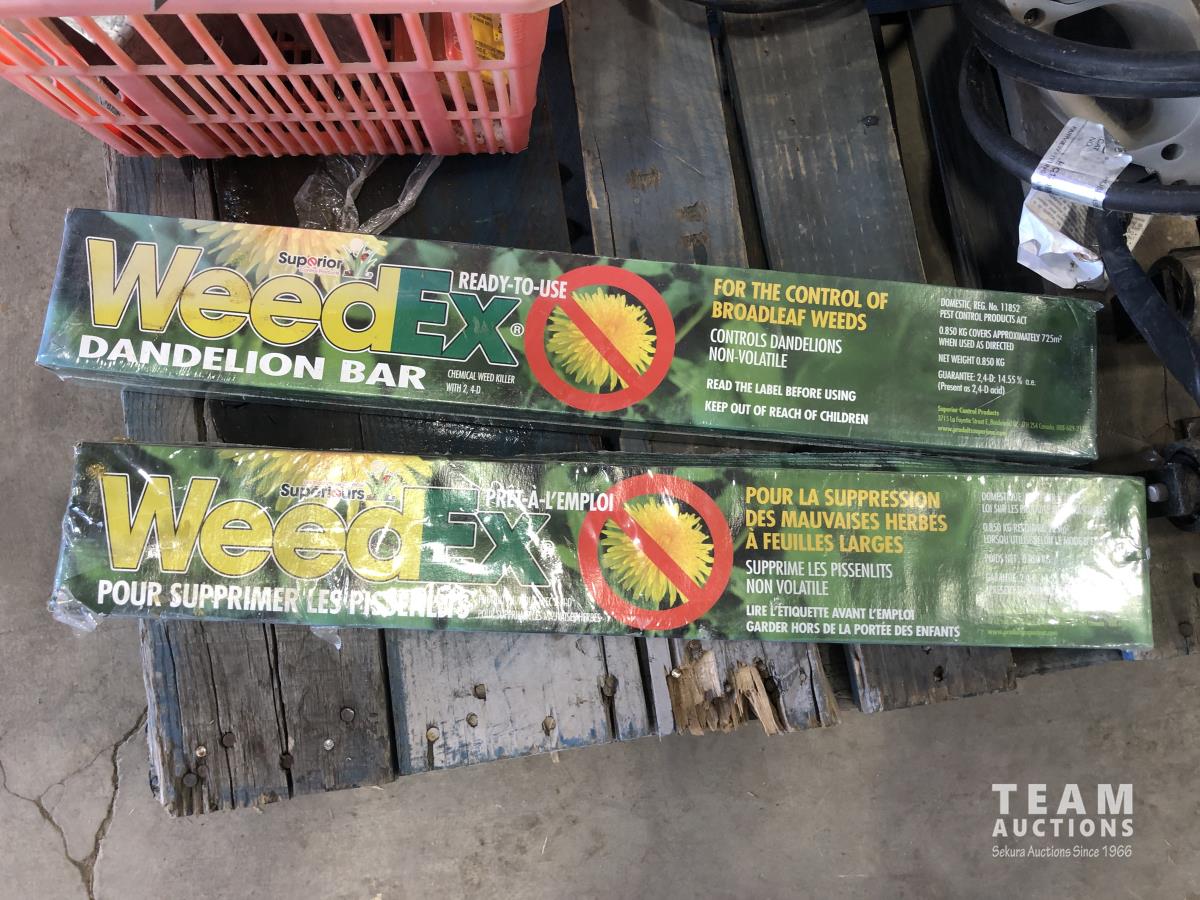 Superior
WeedEx®
READY-TO-USE
DANDELION BAR
CHEMICAL WEED KILLER
WITH 2, 4-D
FOR THE CONTROL OF
BROADLEAF WEEDS
CONTROLS DANDELIONS
NON-VOLATILE
READ THE LABEL BEFORE USING
KEEP OUT OF REACH OF CHILDREN
DOMESTIC, REG. No. 11852
PEST CONTROL PRODUCTS ACT
0.850 KG COVERS APPROXIMATELY 725m²
WHEN USED AS DIRECTED
NET WEIGHT 0.850 KG
GUARANTEE: 2,4-D: 14.55% a.e.
(Present as 2,4-D acid)
Superior Control Products
WeedEx
PRÊT-À-L'EMPLOI
POUR SUPPRIMER LES PISSENLITS
POUR LA SUPPRESSION
DES MAUVAISES HERBES
À FEUILLES LARGES
SUPPRIME LES PISSENLITS
NON VOLATILE
LIRE L'ÉTIQUETTE AVANT L'EMPLOI
GARDER HORS DE LA PORTÉE DES ENFANTS
TEAM
AUCTIONS
Sekura Auctions Since 1966